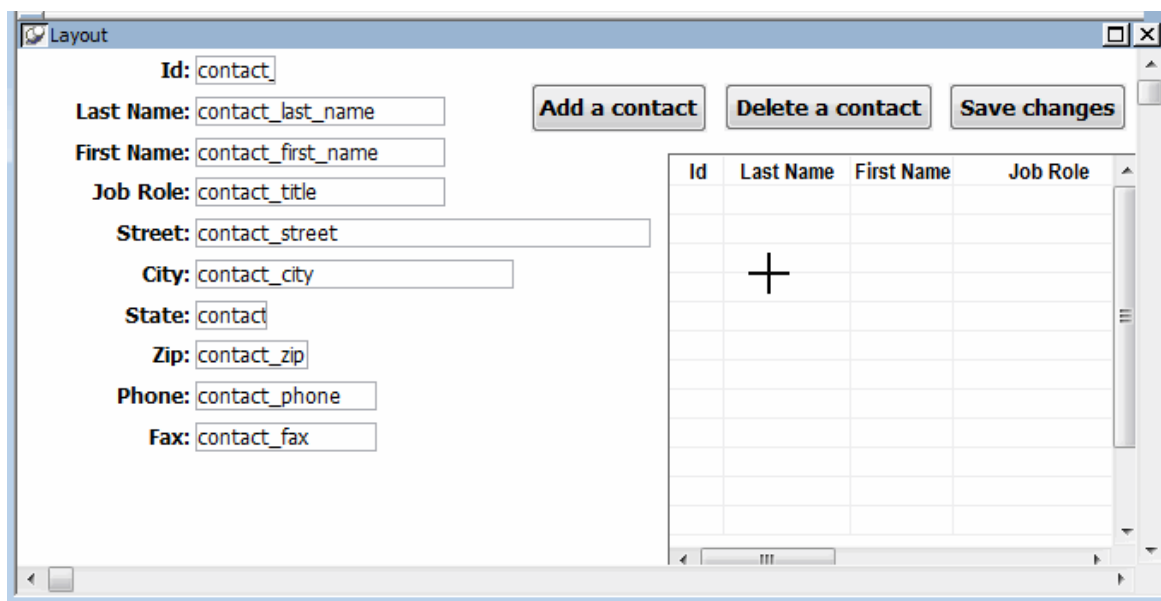 Layout
Id: contact_
Add a contact Delete a contact Save changes
Last Name: contact_last_name
First Name: contact_first_name
Id Last Name First Name Job Role
Job Role: contact_title
Street: contact_street
City: contact_city
State: contact
Zip: contact_zip
Phone: contact_phone
Fax: contact_fax